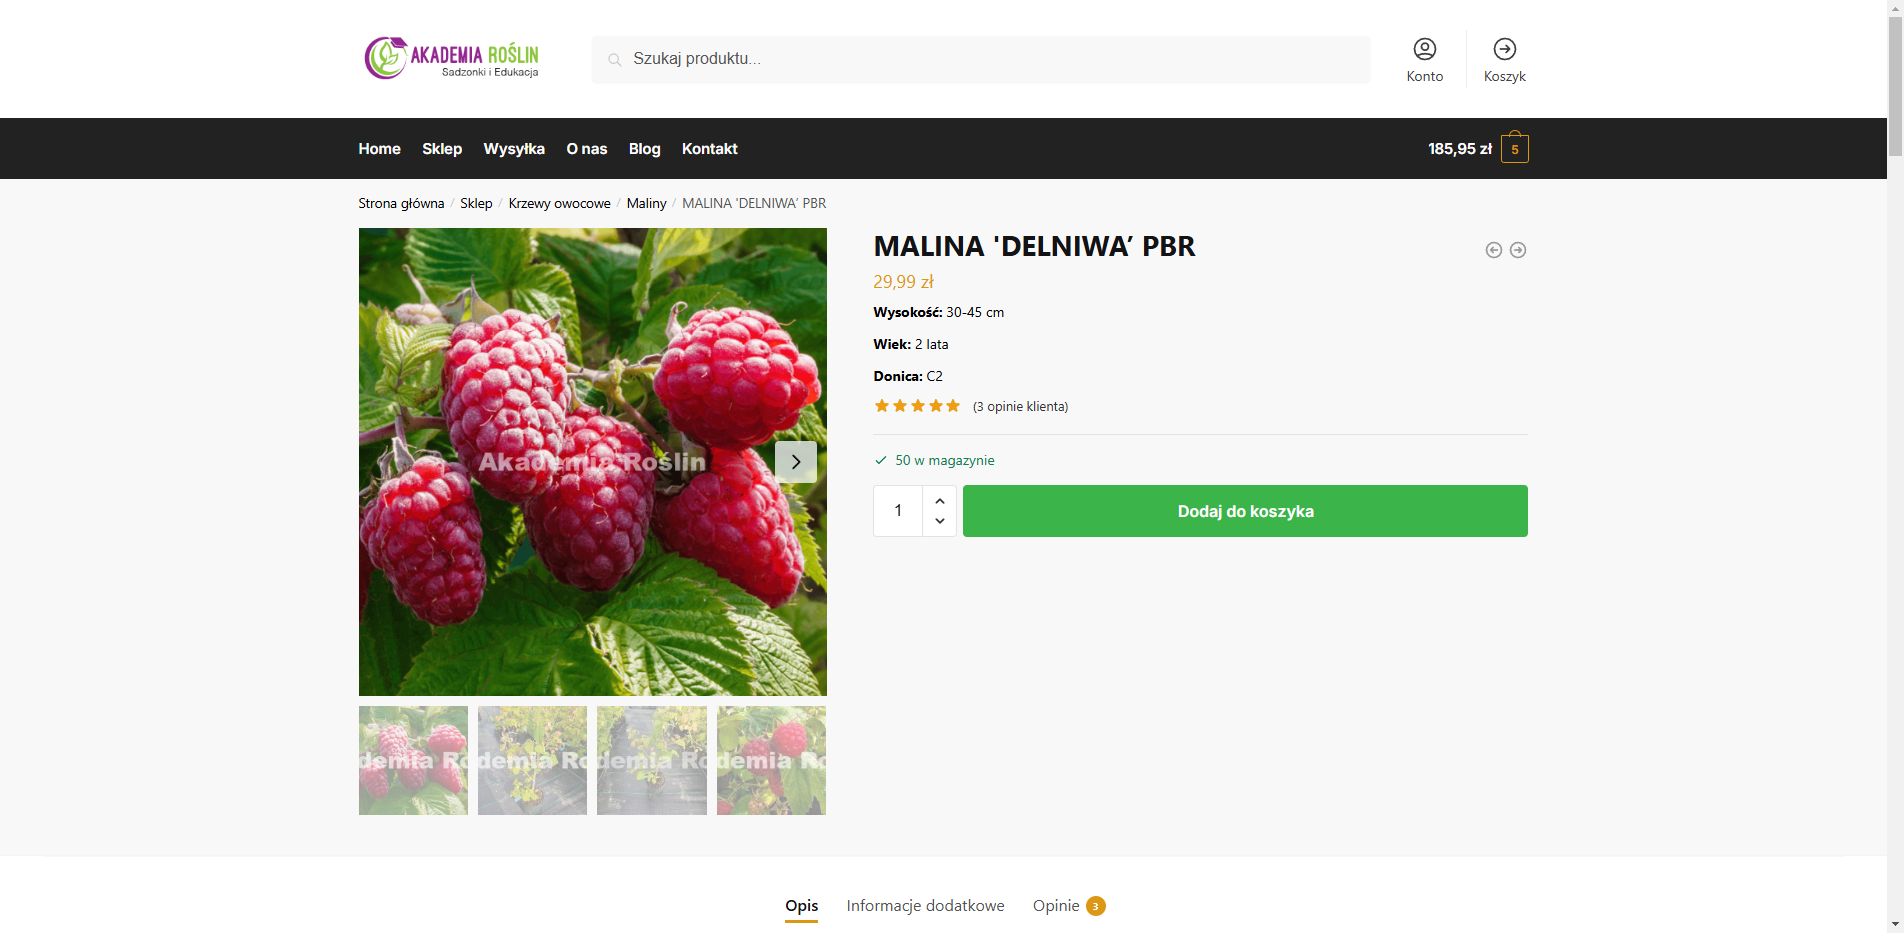 AKADEMIA ROŚLIN
Sadzonki i Edukacja
Szukaj produktu...
Konto
Koszyk
Home
Sklep
Wysyłka
O nas
Blog
Kontakt
185,95 zł
5
Strona główna / Sklep / Krzewy owocowe / Maliny / MALINA 'DELNIWA’ PBR
Akademia Roślin
MALINA 'DELNIWA’ PBR
29,99 zł
Wysokość: 30-45 cm
Wiek: 2 lata
Donica: C2
(3 opinie klienta)
50 w magazynie
1
Dodaj do koszyka
demia Ro
demia Ro
demia Ro
demia Ro
Opis
Informacje dodatkowe
Opinie 3